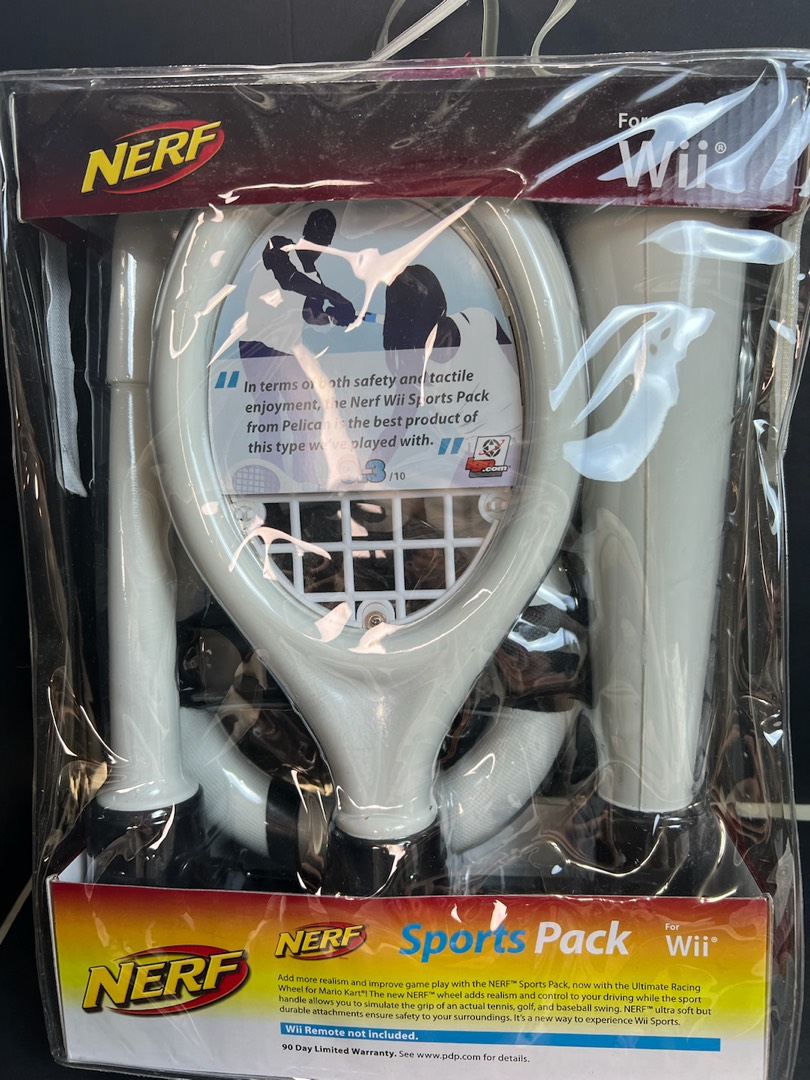 NERF
For
Wii®
" In terms of both safety and tactile
enjoyment, the Nerf Wii Sports Pack
from Pelican is the best product of
this type we've played with. "
.3 /10
ign.com
NERF
NERF Sports Pack
For
Wii®
Add more realism and improve game play with the NERF™ Sports Pack, now with the Ultimate Racing
Wheel for Mario Kart®! The new NERF™ wheel adds realism and control to your driving while the sport
handle allows you to simulate the grip of an actual tennis, golf, and baseball swing. NERF™ ultra soft but
durable attachments ensure safety to your surroundings. It's a new way to experience Wii Sports.
Wii Remote not included.
90 Day Limited Warranty. See www.pdp.com for details.